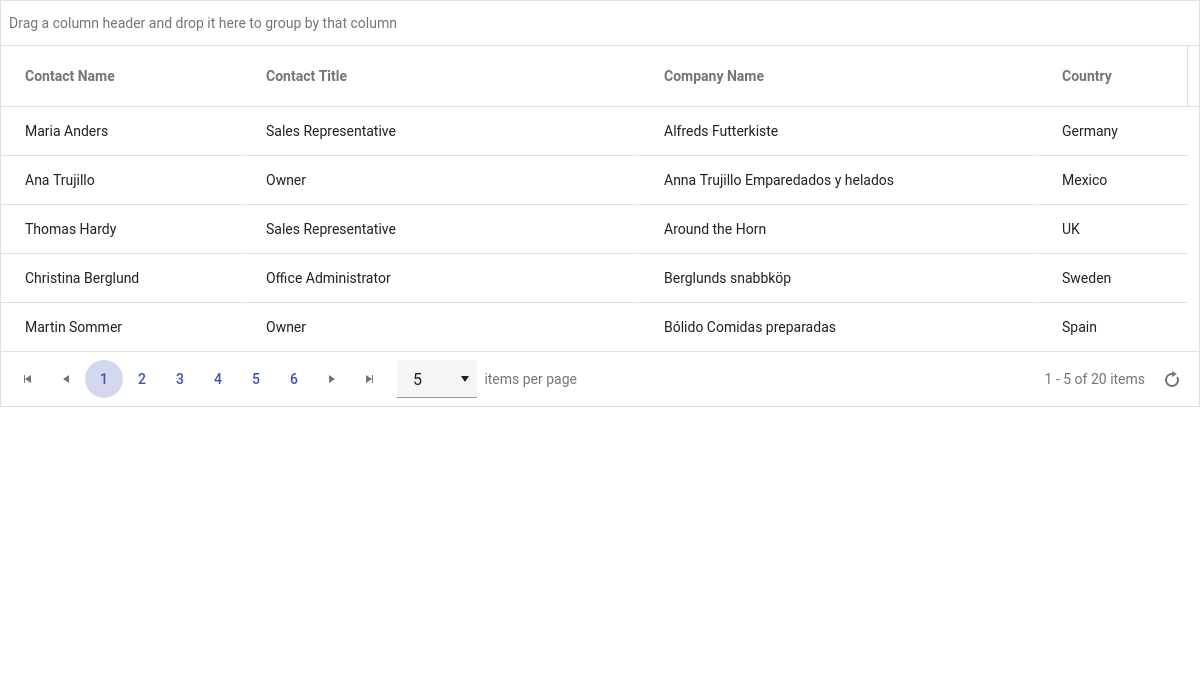 Drag a column header and drop it here to group by that column
Contact Name Contact Title Company Name Country
Maria Anders Sales Representative Alfreds Futterkiste Germany
Ana Trujillo Owner Anna Trujillo Emparedados y helados Mexico
Thomas Hardy Sales Representative Around the Horn UK
Christina Berglund Office Administrator Berglunds snabbköp Sweden
Martin Sommer Owner Bólido Comidas preparadas Spain
1 2 3 4 5 6 5 items per page 1 - 5 of 20 items